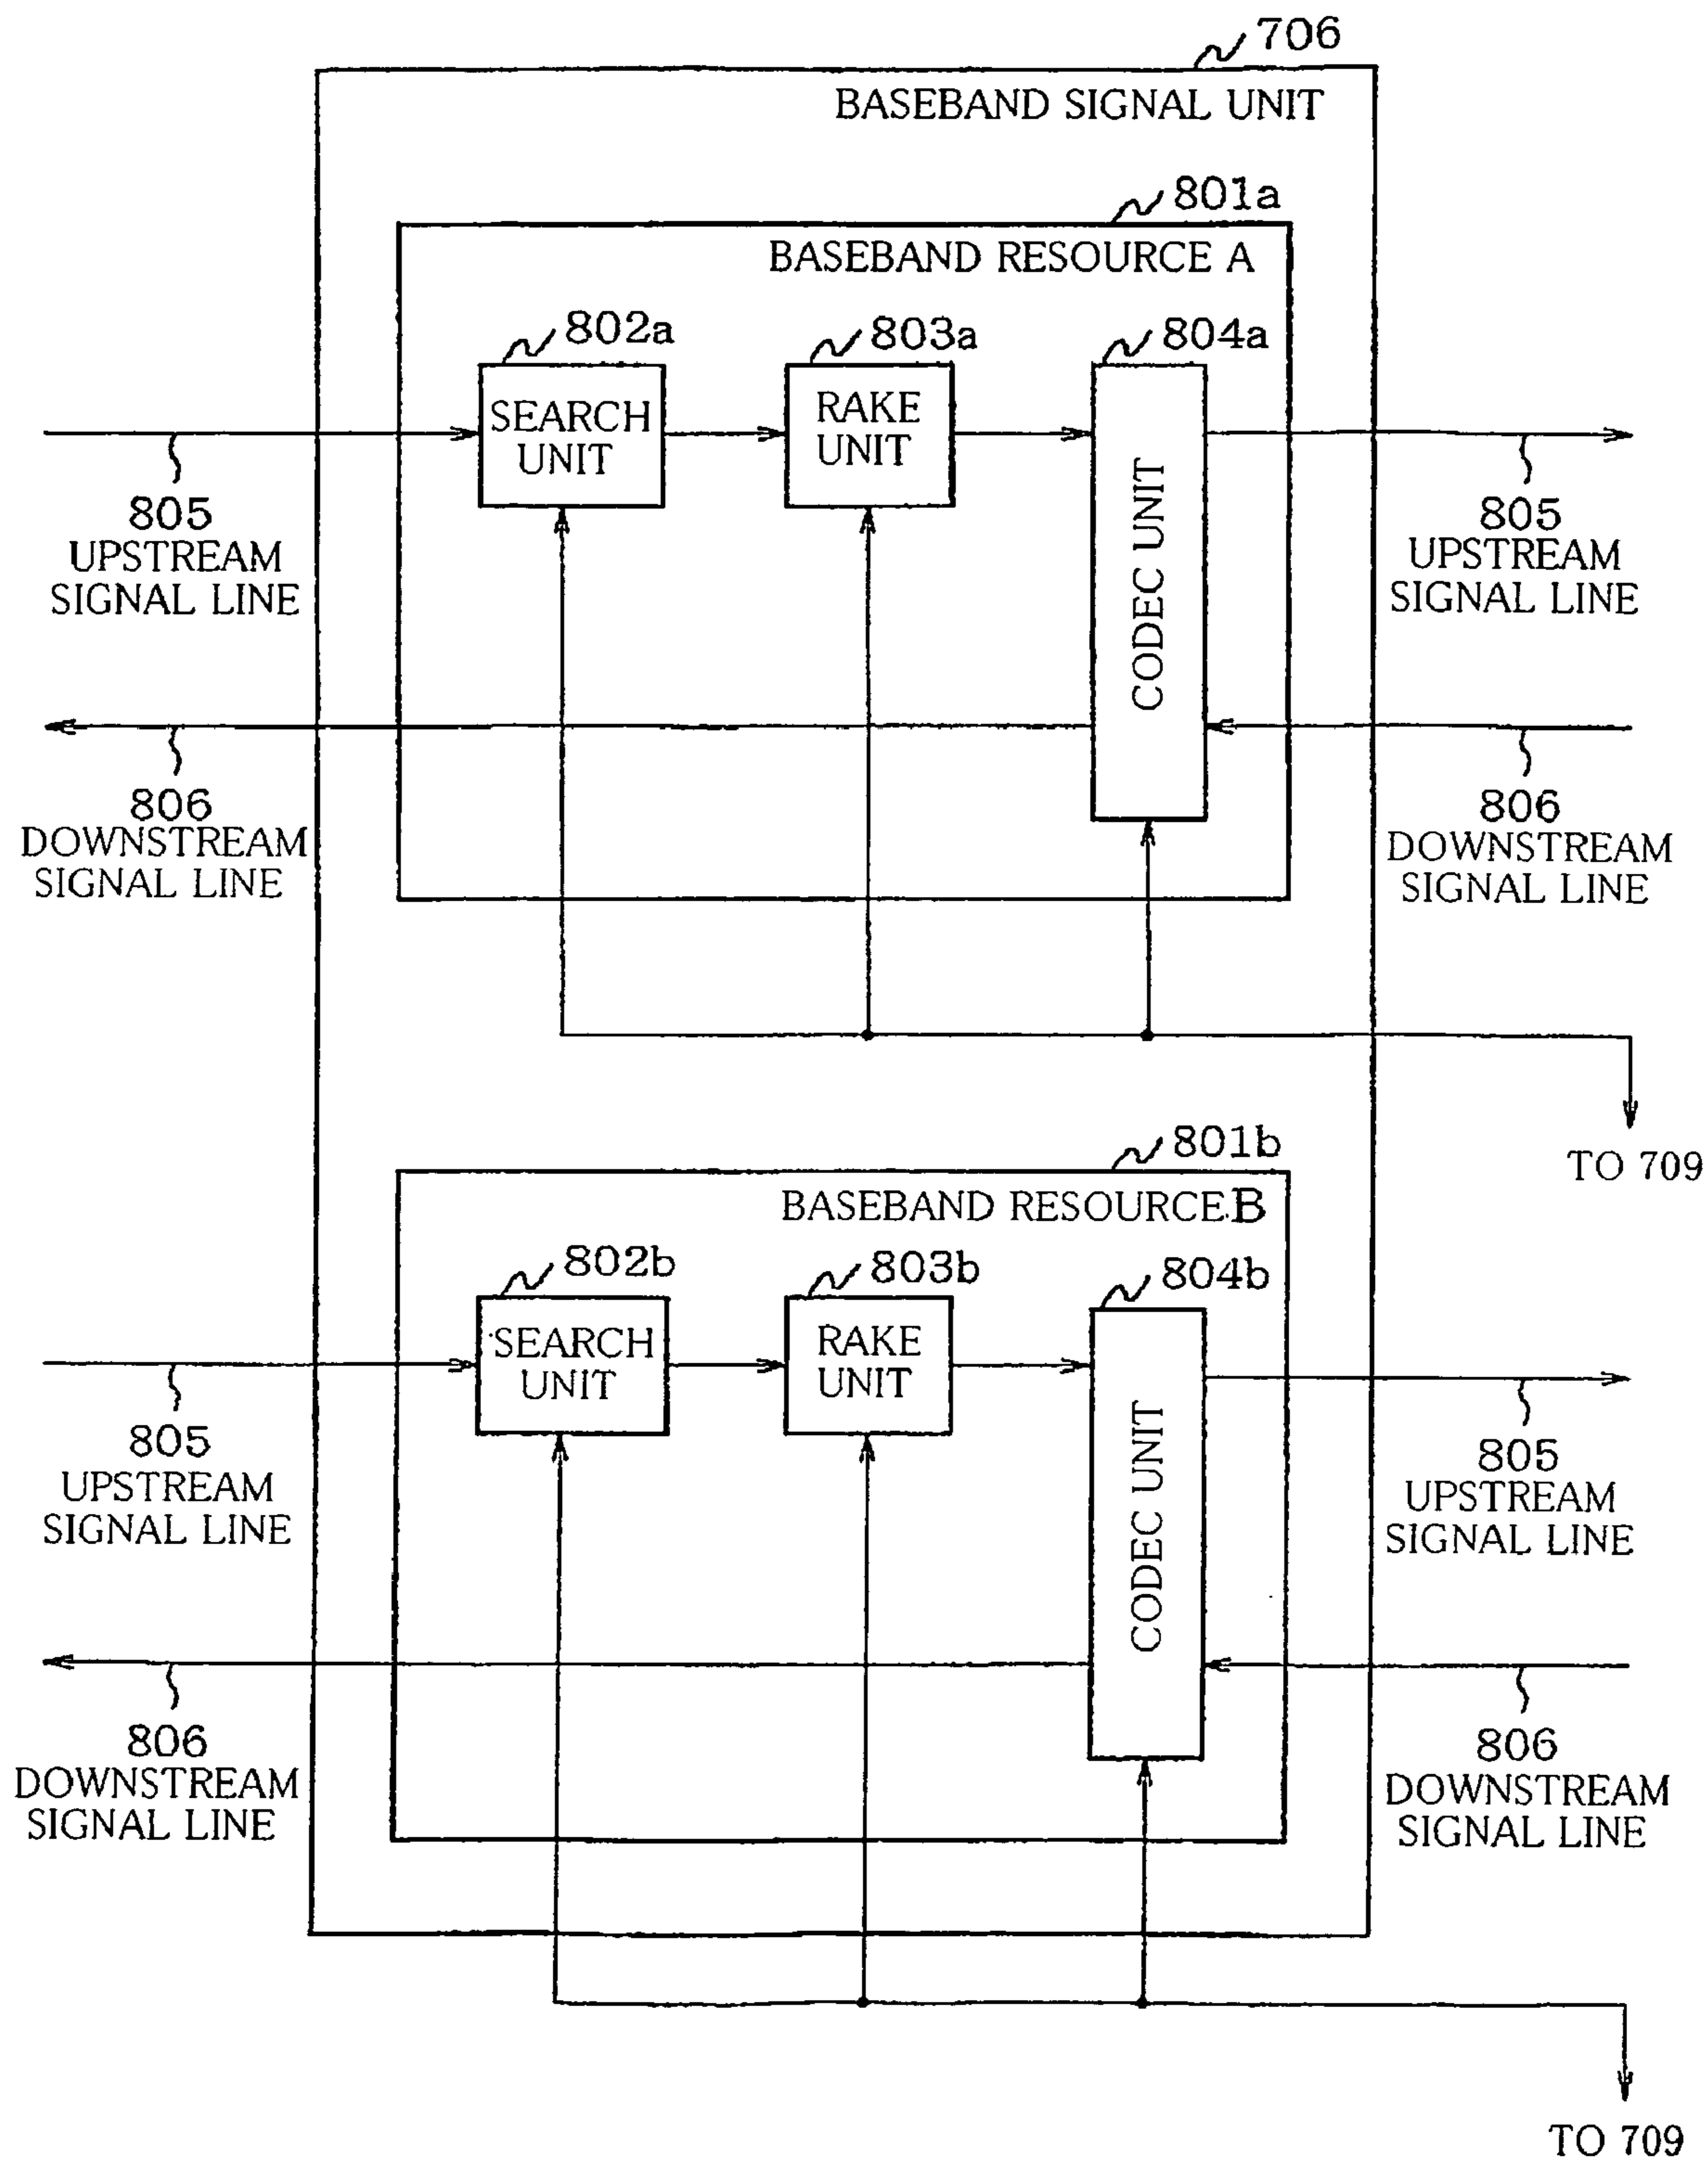 706
BASEBAND SIGNAL UNIT
801a
BASEBAND RESOURCE A
802a
803a
804a
SEARCH
UNIT
RAKE
UNIT
CODEC UNIT
805
UPSTREAM
SIGNAL LINE
805
UPSTREAM
SIGNAL LINE
806
DOWNSTREAM
SIGNAL LINE
806
DOWNSTREAM
SIGNAL LINE
TO 709
801b
BASEBAND RESOURCE B
802b
803b
804b
SEARCH
UNIT
RAKE
UNIT
CODEC UNIT
805
UPSTREAM
SIGNAL LINE
805
UPSTREAM
SIGNAL LINE
806
DOWNSTREAM
SIGNAL LINE
806
DOWNSTREAM
SIGNAL LINE
TO 709